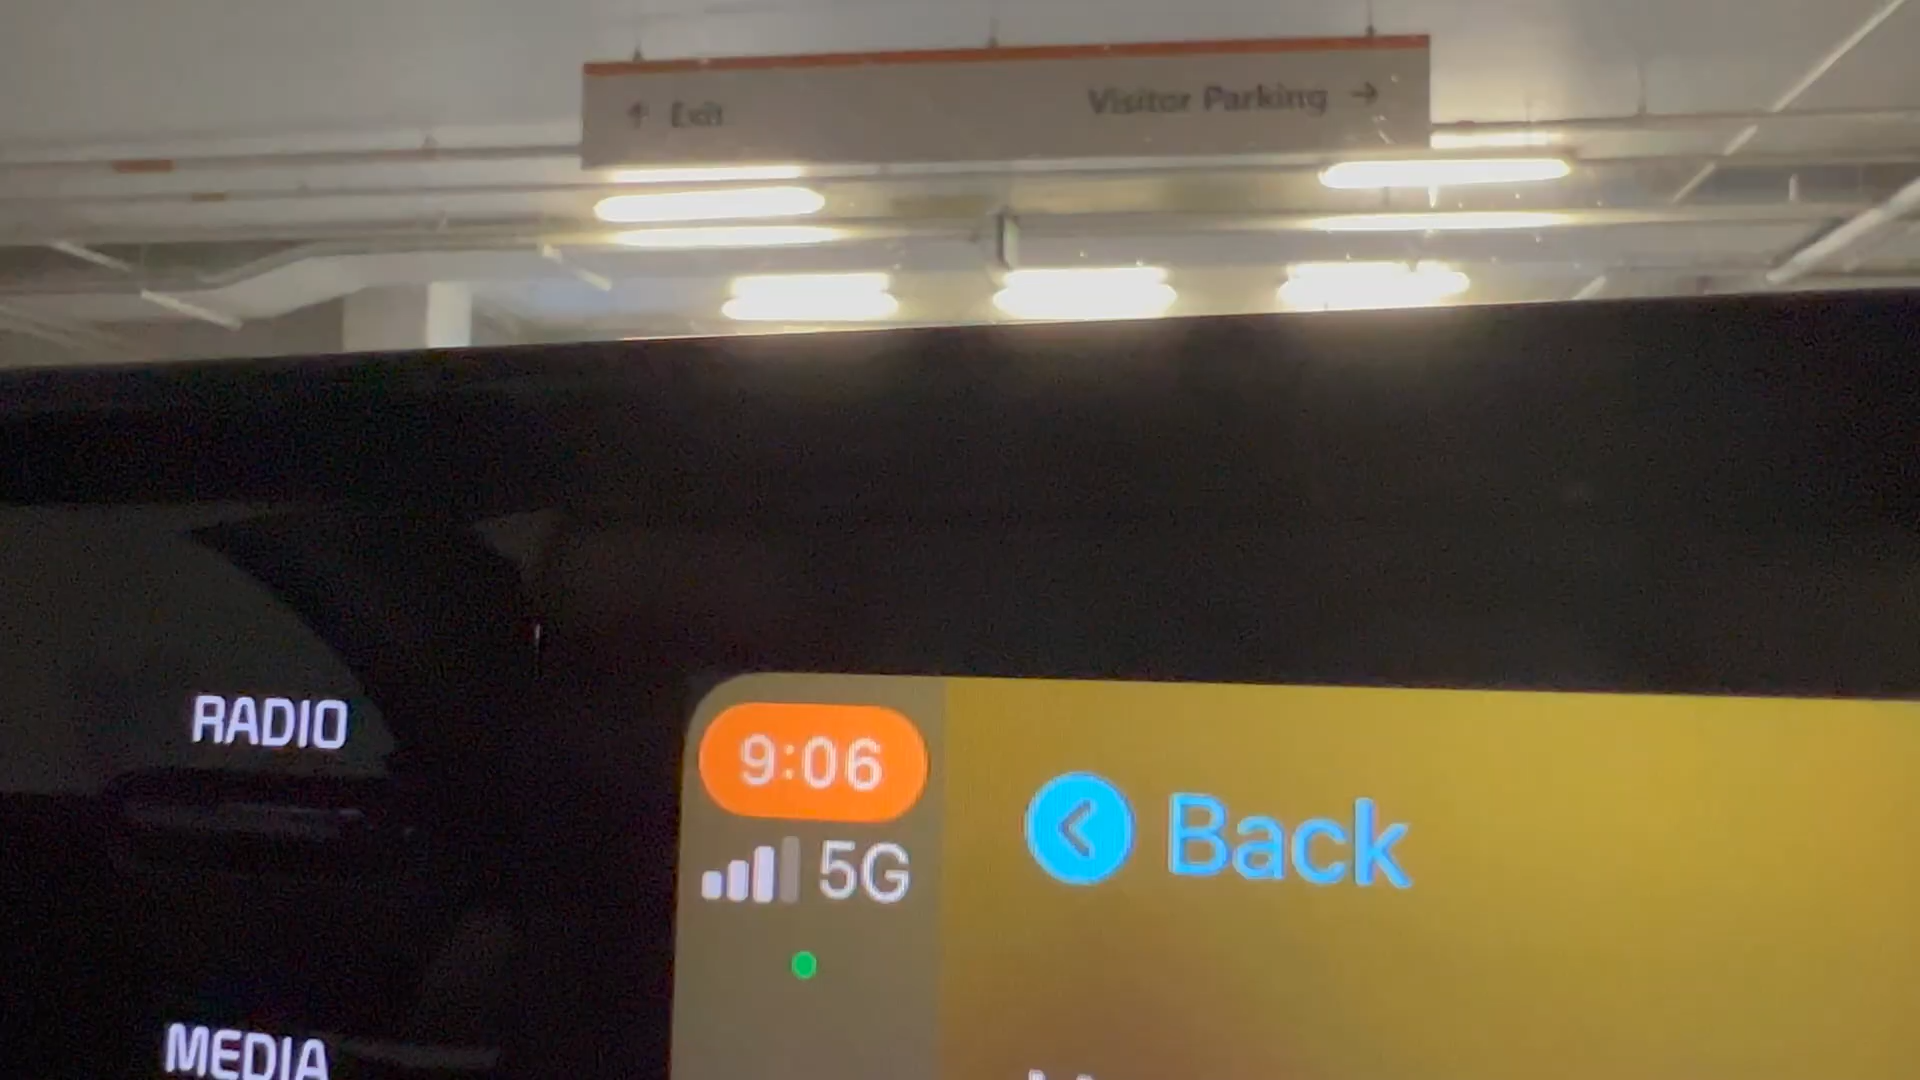 ↑ Exit
Visitor Parking →
RADIO
9:06
Back
5G
MEDIA